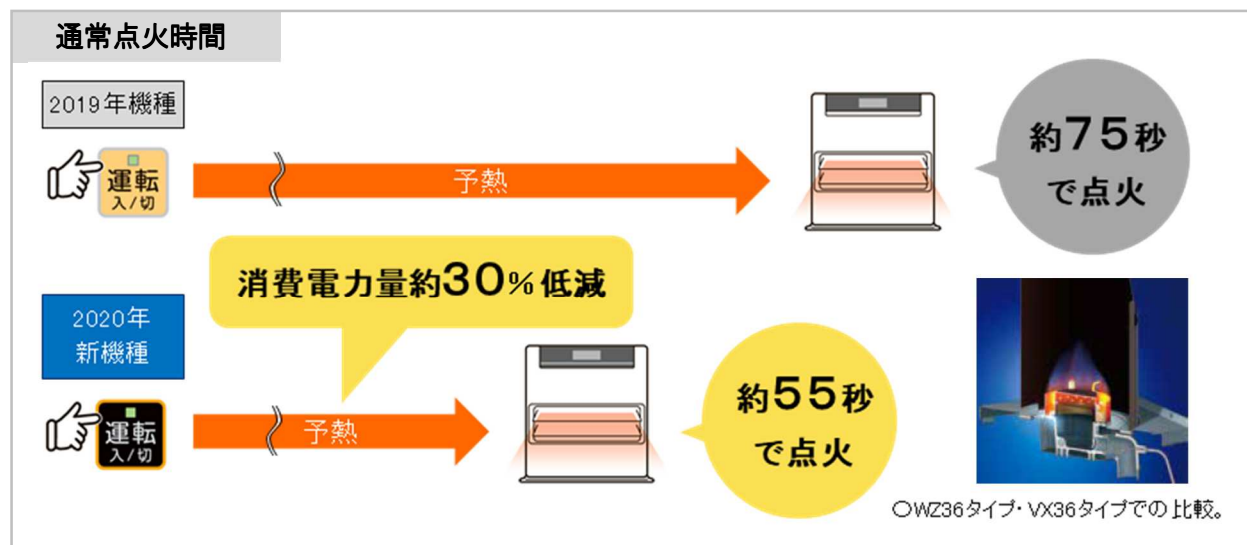 通常点火時間
2019年機種
運転
入/切
予熱
約75秒
で点火
消費電力量約30%低減
2020年
新機種
運転
入/切
予熱
約55秒
で点火
○WZ36タイプ・VX36タイプでの比較。